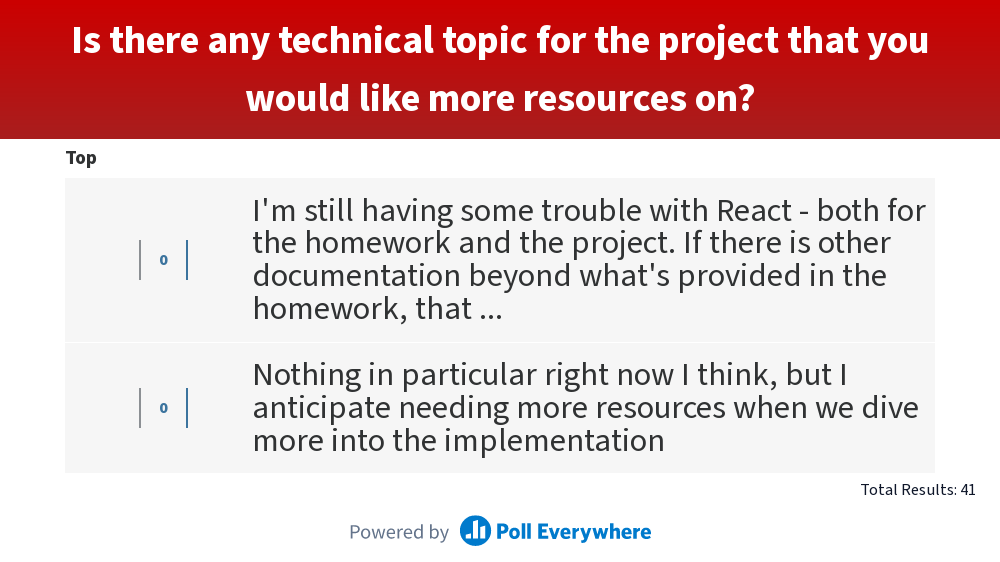 Is there any technical topic for the project that you
would like more resources on?
Top
0
I'm still having some trouble with React - both for
the homework and the project. If there is other
documentation beyond what's provided in the
homework, that ...
0
Nothing in particular right now I think, but I
anticipate needing more resources when we dive
more into the implementation
Total Results: 41
Powered by Poll Everywhere